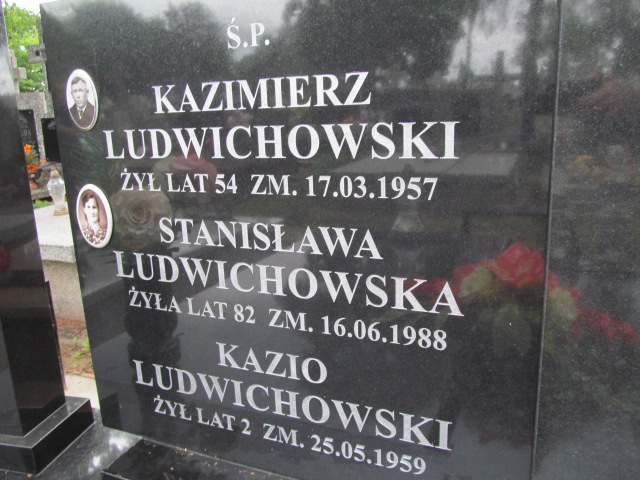 Ś.P.
KAZIMIERZ
LUDWICHOWSKI
ŻYŁ LAT 54 ZM. 17.03.1957
STANISŁAWA
LUDWICHOWSKA
ŻYŁA LAT 82 ZM. 16.06.1988
KAZIO
LUDWICHOWSKI
ŻYŁ LAT 2 ZM. 25.05.1959